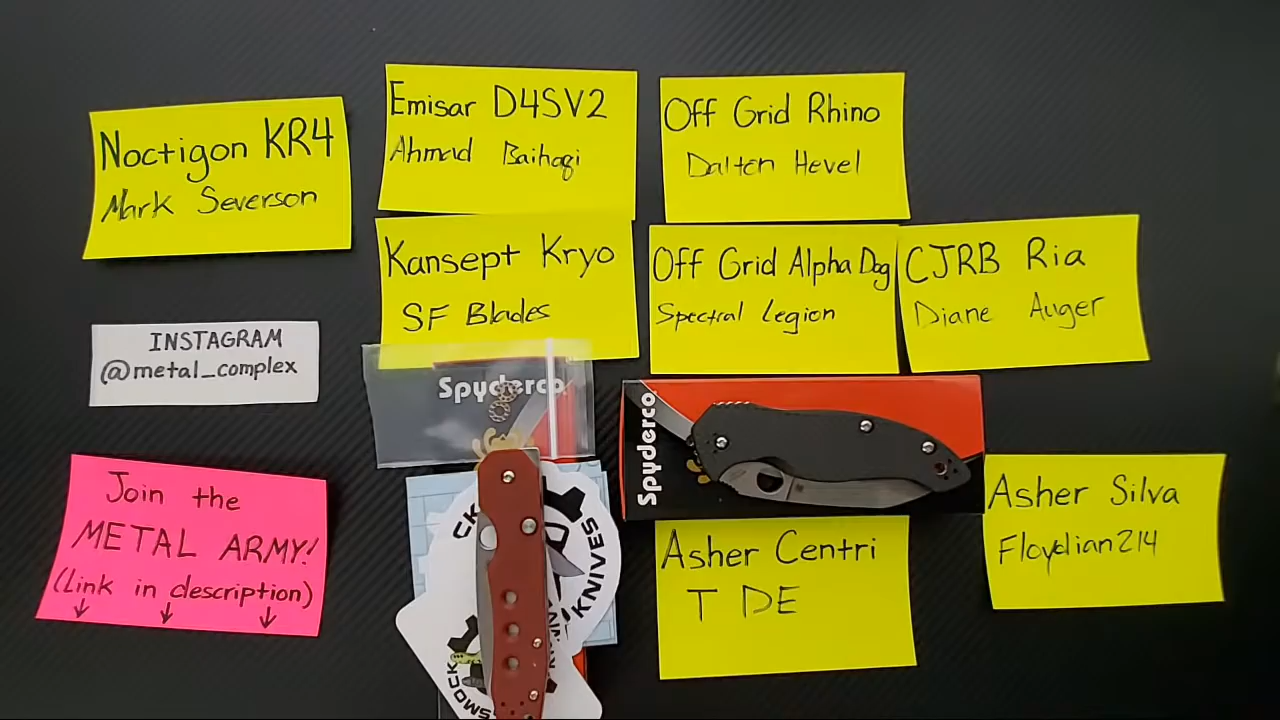 Noctigon KR4
Mark Severson
Emisar D4SV2
Ahmad Baihaqi
Off Grid Rhino
Dalton Hevel
Kansept Kryo
SF Blades
Off Grid Alpha Dog
Spectral Legion
CJRB Ria
Diane Auger
INSTAGRAM
@metal_complex
Spyderco
Spyderco
Join the
METAL ARMY!
(Link in description)
KNIVES
SMOCK
Asher Centri
T DE
Asher Silva
Floydian214